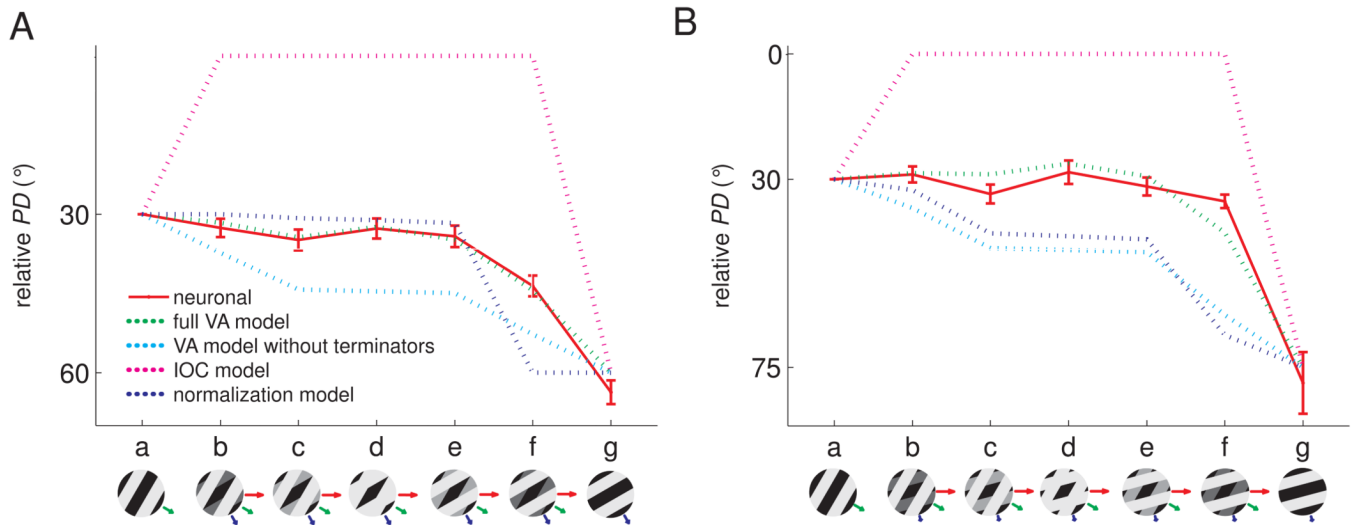 A
relative PD (°)
30
60
neuronal
full VA model
VA model without terminators
IOC model
normalization model
a b c d e f g
B
relative PD (°)
0
30
75
a b c d e f g